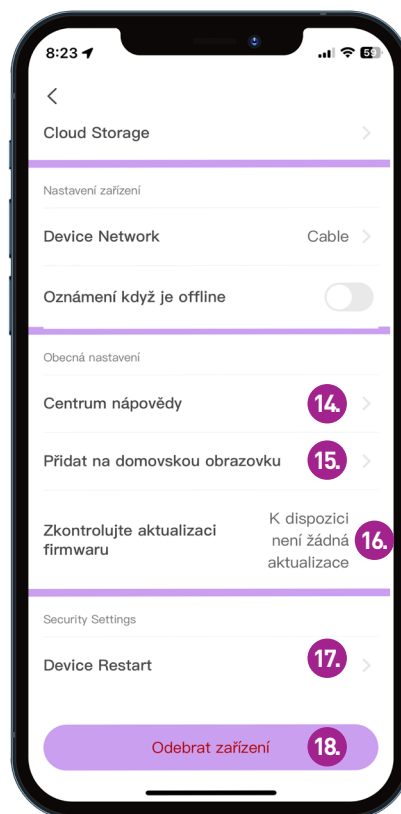 8:23
59
Cloud Storage
Nastavení zařízení
Device Network Cable
Oznámení když je offline
Obecná nastavení
Centrum nápovědy 14.
Přidat na domovskou obrazovku 15.
Zkontrolujte aktualizaci firmwaru
K dispozici
není žádná
aktualizace
16.
Security Settings
Device Restart 17.
Odebrat zařízení 18.